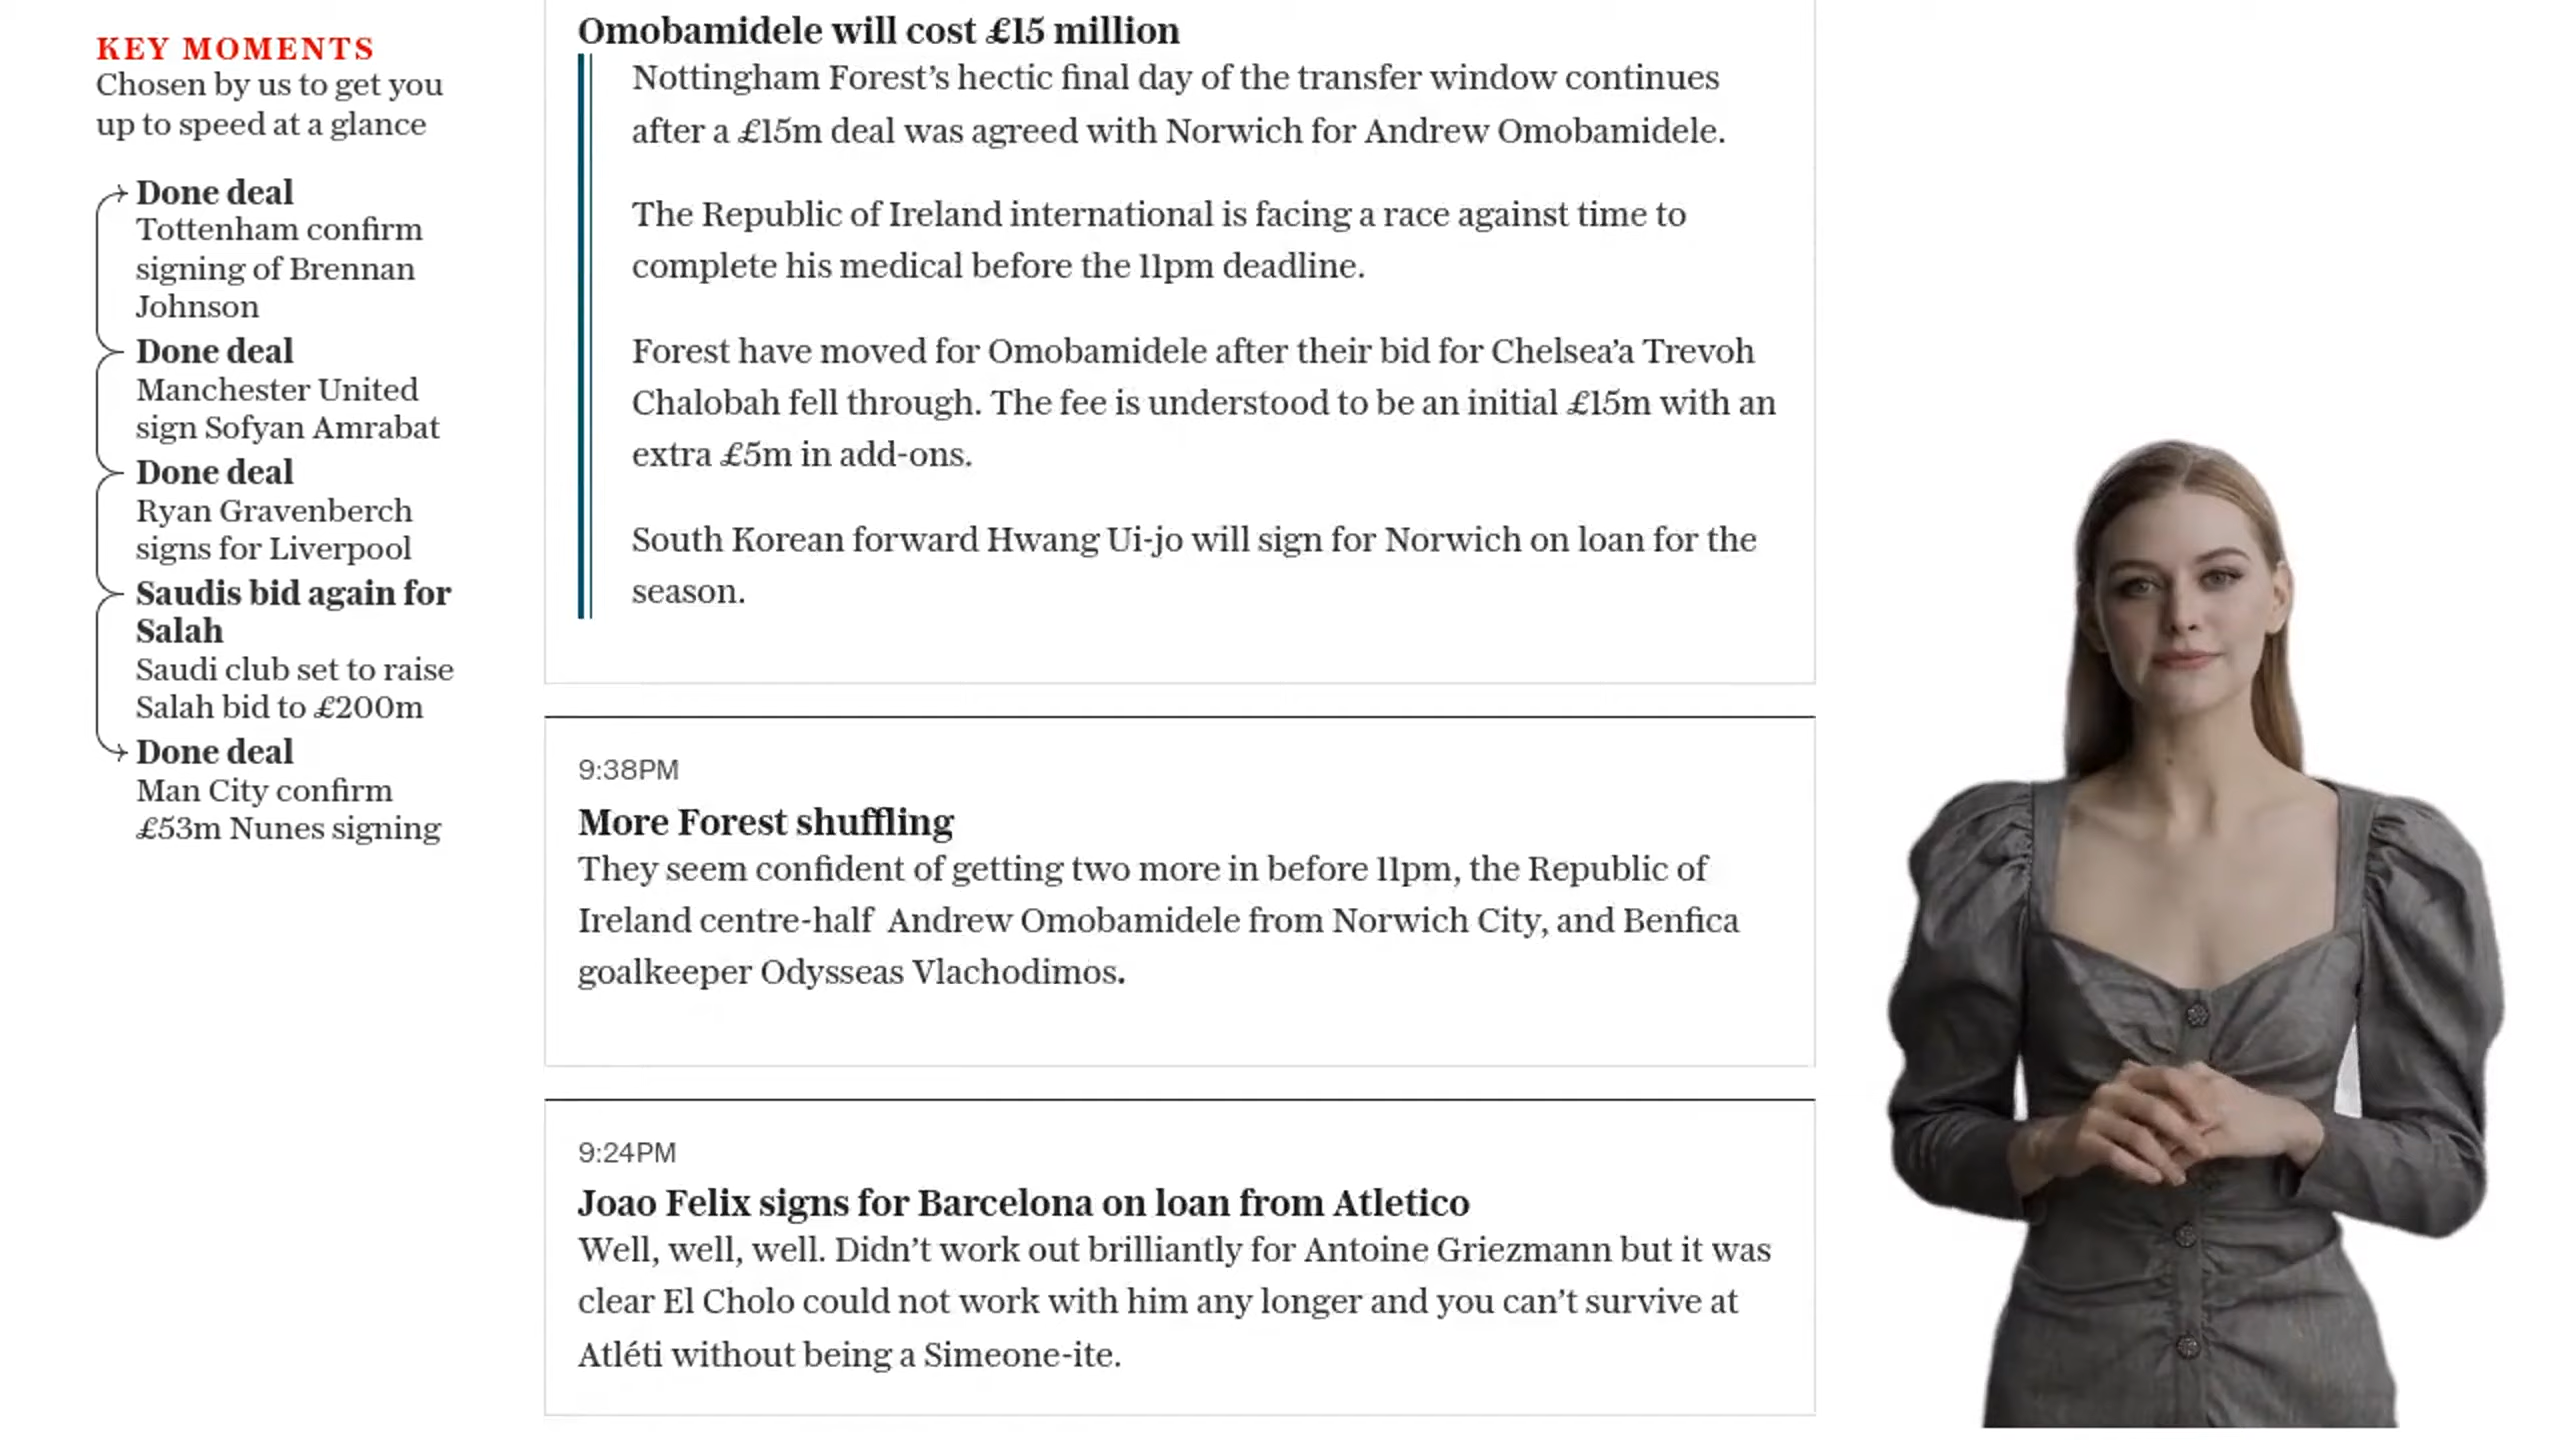 KEY MOMENTS
Chosen by us to get you
up to speed at a glance
Done deal
Tottenham confirm
signing of Brennan
Johnson
Done deal
Manchester United
sign Sofyan Amrabat
Done deal
Ryan Gravenberch
signs for Liverpool
Saudis bid again for
Salah
Saudi club set to raise
Salah bid to £200m
Done deal
Man City confirm
£53m Nunes signing
Omobamidele will cost £15 million
Nottingham Forest’s hectic final day of the transfer window continues
after a £15m deal was agreed with Norwich for Andrew Omobamidele.
The Republic of Ireland international is facing a race against time to
complete his medical before the 11pm deadline.
Forest have moved for Omobamidele after their bid for Chelsea’a Trevoh
Chalobah fell through. The fee is understood to be an initial £15m with an
extra £5m in add-ons.
South Korean forward Hwang Ui-jo will sign for Norwich on loan for the
season.
9:38PM
More Forest shuffling
They seem confident of getting two more in before 11pm, the Republic of
Ireland centre-half Andrew Omobamidele from Norwich City, and Benfica
goalkeeper Odysseas Vlachodimos.
9:24PM
Joao Felix signs for Barcelona on loan from Atletico
Well, well, well. Didn’t work out brilliantly for Antoine Griezmann but it was
clear El Cholo could not work with him any longer and you can’t survive at
Atléti without being a Simeone-ite.